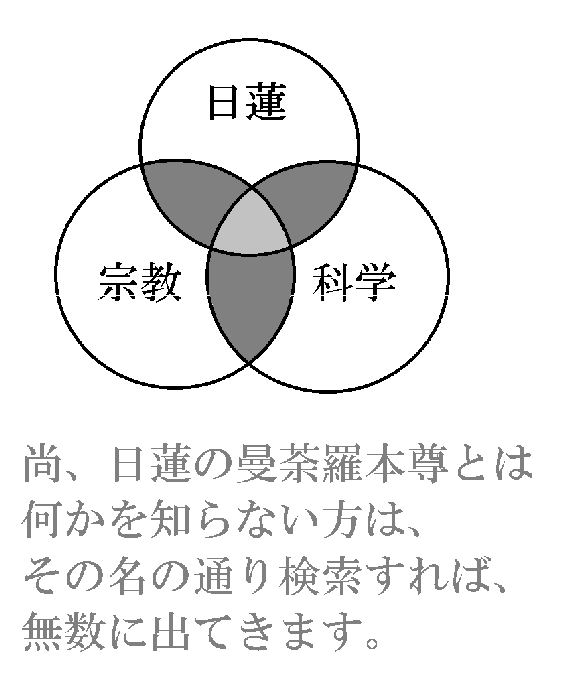 日蓮
宗教
科学
尚、日蓮の曼荼羅本尊とは
何かを知らない方は、
その名の通り検索すれば、
無数に出てきます。